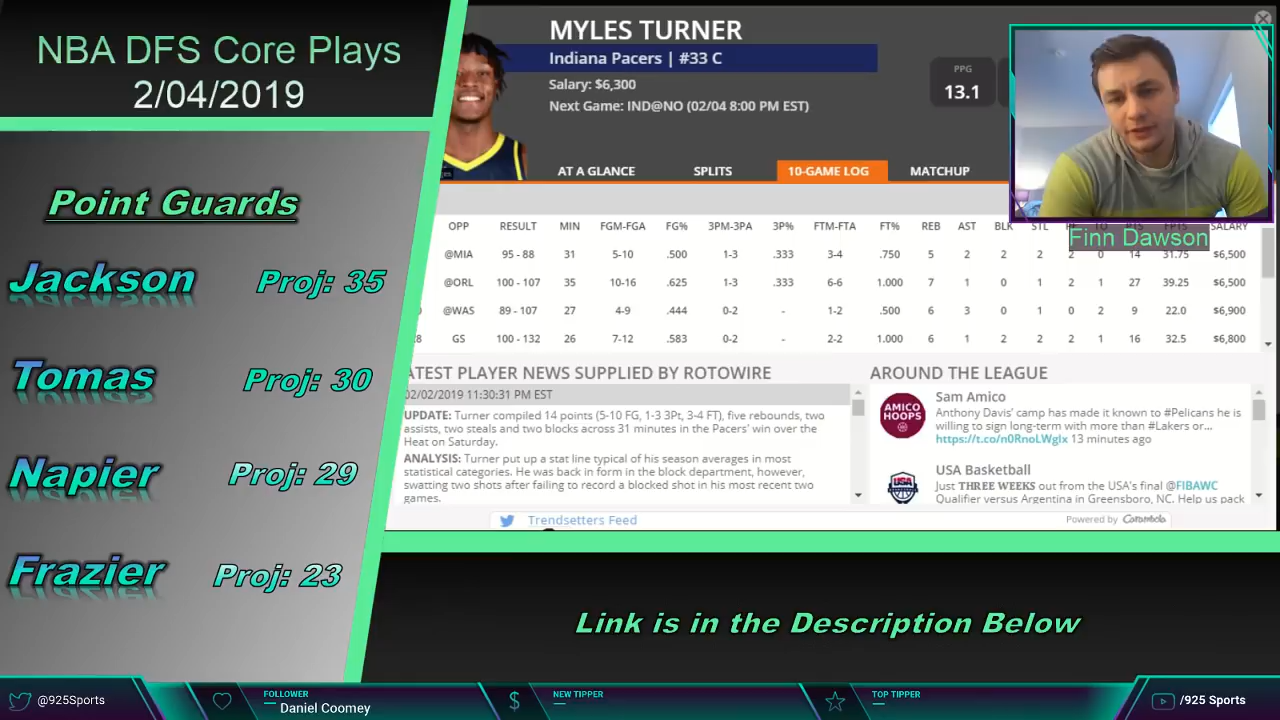 NBA DFS Core Plays
2/04/2019
Point Guards
Jackson Proj: 35
Tomas Proj: 30
Napier Proj: 29
Frazier Proj: 23
MYLES TURNER
Indiana Pacers | #33 C
Salary: $6,300
Next Game: IND@NO (02/04 8:00 PM EST)
PPG
13.1
AT A GLANCE SPLITS 10-GAME LOG MATCHUP
OPP RESULT MIN FGM-FGA FG% 3PM-3PA 3P% FTM-FTA FT% REB AST BLK STL SALARY
@MIA 95 - 88 31 5-10 .500 1-3 .333 3-4 .750 5 2 2 2 2 0 14 31.75 $6,500
@ORL 100 - 107 35 10-16 .625 1-3 .333 6-6 1.000 7 1 0 1 2 1 27 39.25 $6,500
@WAS 89 - 107 27 4-9 .444 0-2 - 1-2 .500 6 3 0 1 0 2 9 22.0 $6,900
GS 100 - 132 26 7-12 .583 0-2 - 2-2 1.000 6 1 2 2 2 1 16 32.5 $6,800
Finn Dawson
ATEST PLAYER NEWS SUPPLIED BY ROTOWIRE
02/02/2019 11:30:31 PM EST
UPDATE: Turner compiled 14 points (5-10 FG, 1-3 3Pt, 3-4 FT), five rebounds, two
assists, two steals and two blocks across 31 minutes in the Pacers' win over the
Heat on Saturday.
ANALYSIS: Turner put up a stat line typical of his season averages in most
statistical categories. He was back in form in the block department, however,
swatting two shots after failing to record a blocked shot in his most recent two
games.
AROUND THE LEAGUE
AMICO
HOOPS
Sam Amico
Anthony Davis' camp has made it known to #Pelicans he is
willing to sign long-term with more than #Lakers or...
https://t.co/n0RnoLWglx 13 minutes ago
USA Basketball
Just THREE WEEKS out from the USA's final @FIBAWC
Qualifier versus Argentina in Greensboro, NC. Help us pack
Trendsetters Feed
Powered by Carambola
Link is in the Description Below
@925Sports
FOLLOWER
Daniel Coomey
NEW TIPPER
TOP TIPPER
/925 Sports